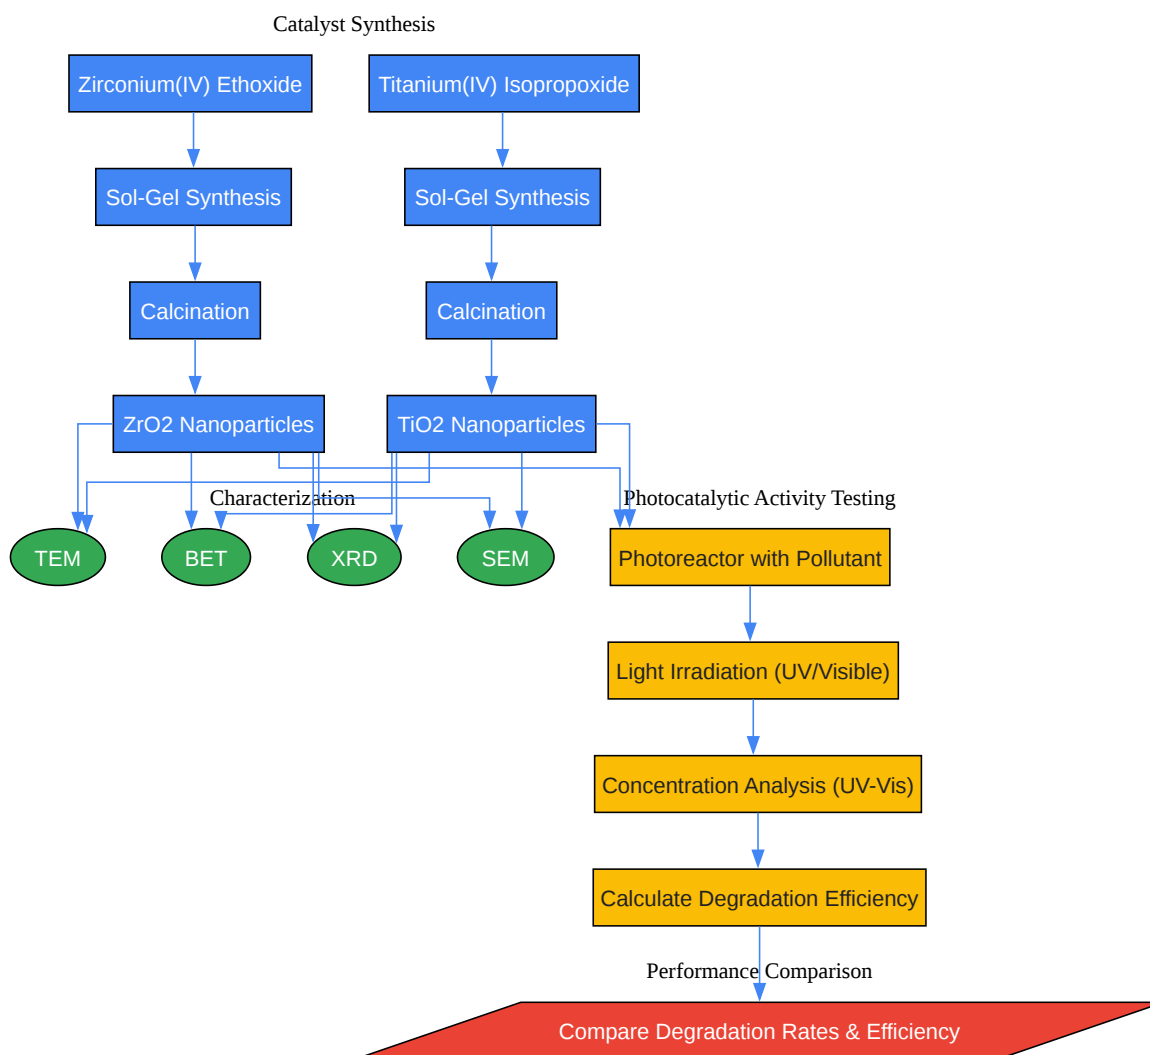 Catalyst Synthesis
Zirconium(IV) Ethoxide
Titanium(IV) Isopropoxide
Sol-Gel Synthesis
Sol-Gel Synthesis
Calcination
Calcination
ZrO2 Nanoparticles
TiO2 Nanoparticles
Characterization
Photocatalytic Activity Testing
TEM
BET
XRD
SEM
Photoreactor with Pollutant
Light Irradiation (UV/Visible)
Concentration Analysis (UV-Vis)
Calculate Degradation Efficiency
Performance Comparison
Compare Degradation Rates & Efficiency